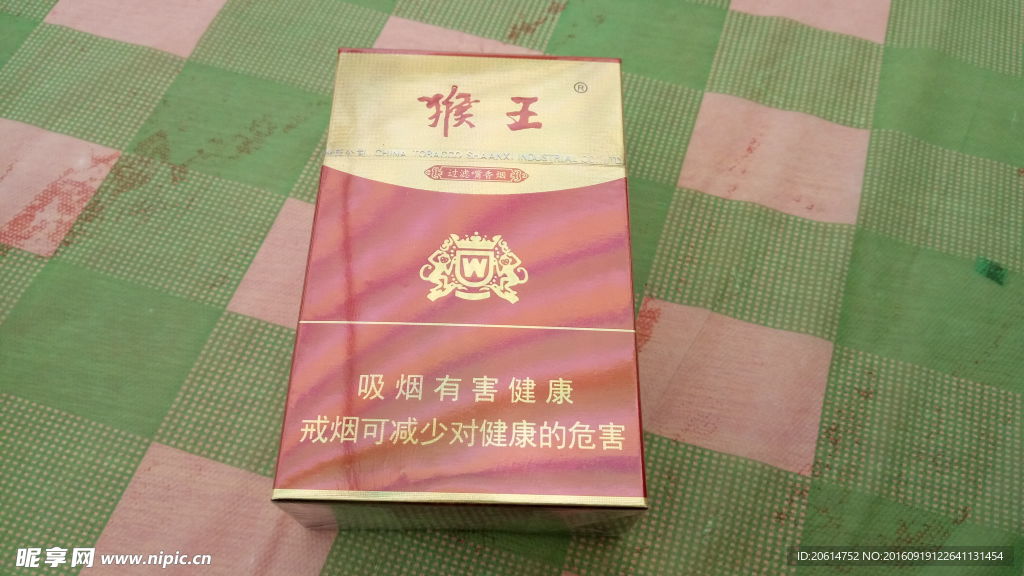 猴王
®
CHINA TOBACCO SHAANXI INDUSTRIAL CO., LTD
过滤嘴香烟
W
吸烟有害健康
戒烟可减少对健康的危害
昵享网 www.nipic.cn
ID:20614752 NO:20160919122641131454